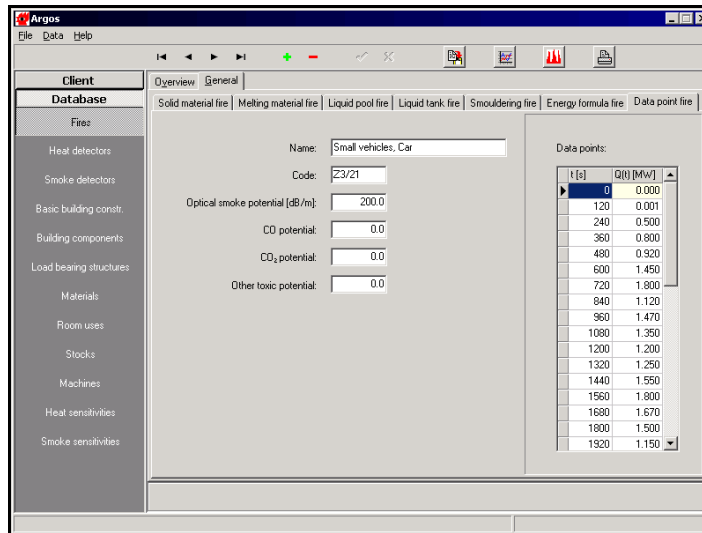 Argos
File Data Help
Client
Database
Fires
Heat detectors
Smoke detectors
Basic building constr.
Building components
Load bearing structures
Materials
Room uses
Stocks
Machines
Heat sensitivities
Smoke sensitivities
Overview General
Solid material fire Melting material fire Liquid pool fire Liquid tank fire Smouldering fire Energy formula fire Data point fire
Name: Small vehicles, Car
Code: Z3/21
Optical smoke potential [dB/m]: 200.0
CO potential: 0.0
CO₂ potential: 0.0
Other toxic potential: 0.0
Data points:
t [s] Q(t) [MW]
0 0.000
120 0.001
240 0.500
360 0.800
480 0.920
600 1.450
720 1.800
840 1.120
960 1.470
1080 1.350
1200 1.200
1320 1.250
1440 1.550
1560 1.800
1680 1.670
1800 1.500
1920 1.150